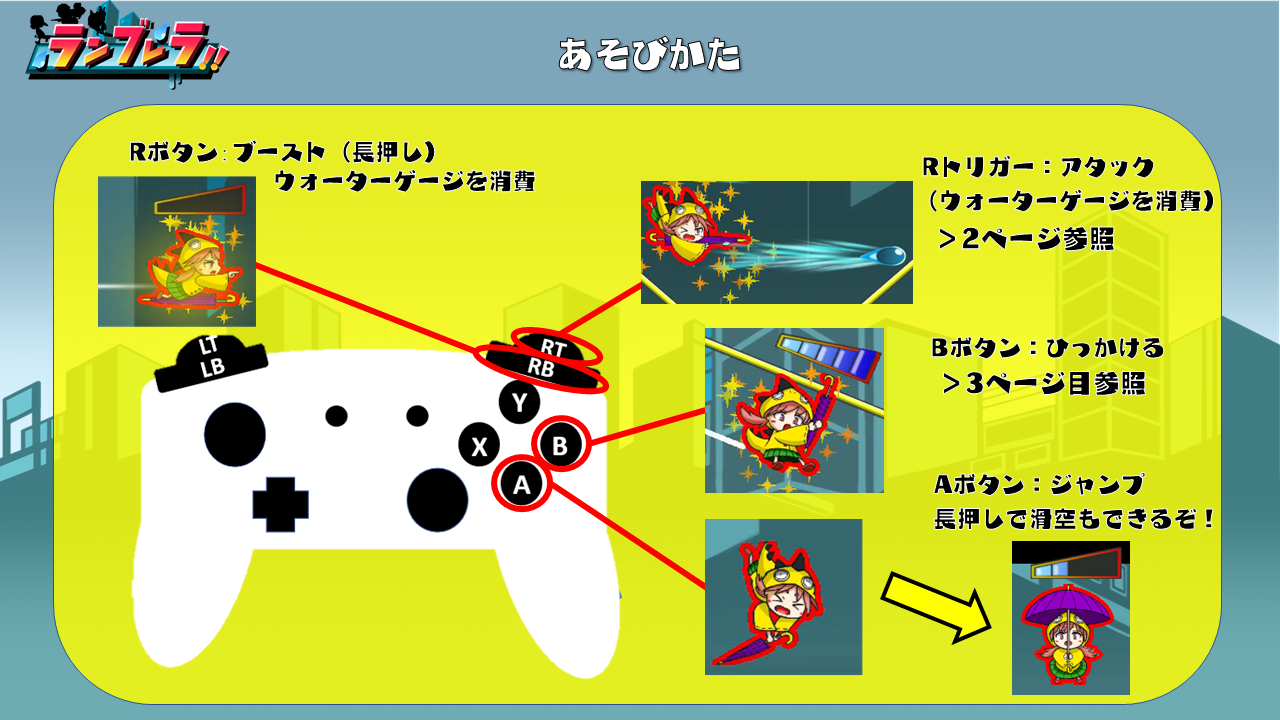 ランブレラ!!
あそびかた
Rボタン:ブースト（長押し）
ウォーターゲージを消費
Rトリガー：アタック
（ウォーターゲージを消費）
＞2ページ参照
LT
LB
RT
RB
Y
X
B
A
Bボタン：ひっかける
＞3ページ目参照
Aボタン：ジャンプ
長押しで滑空もできるぞ！